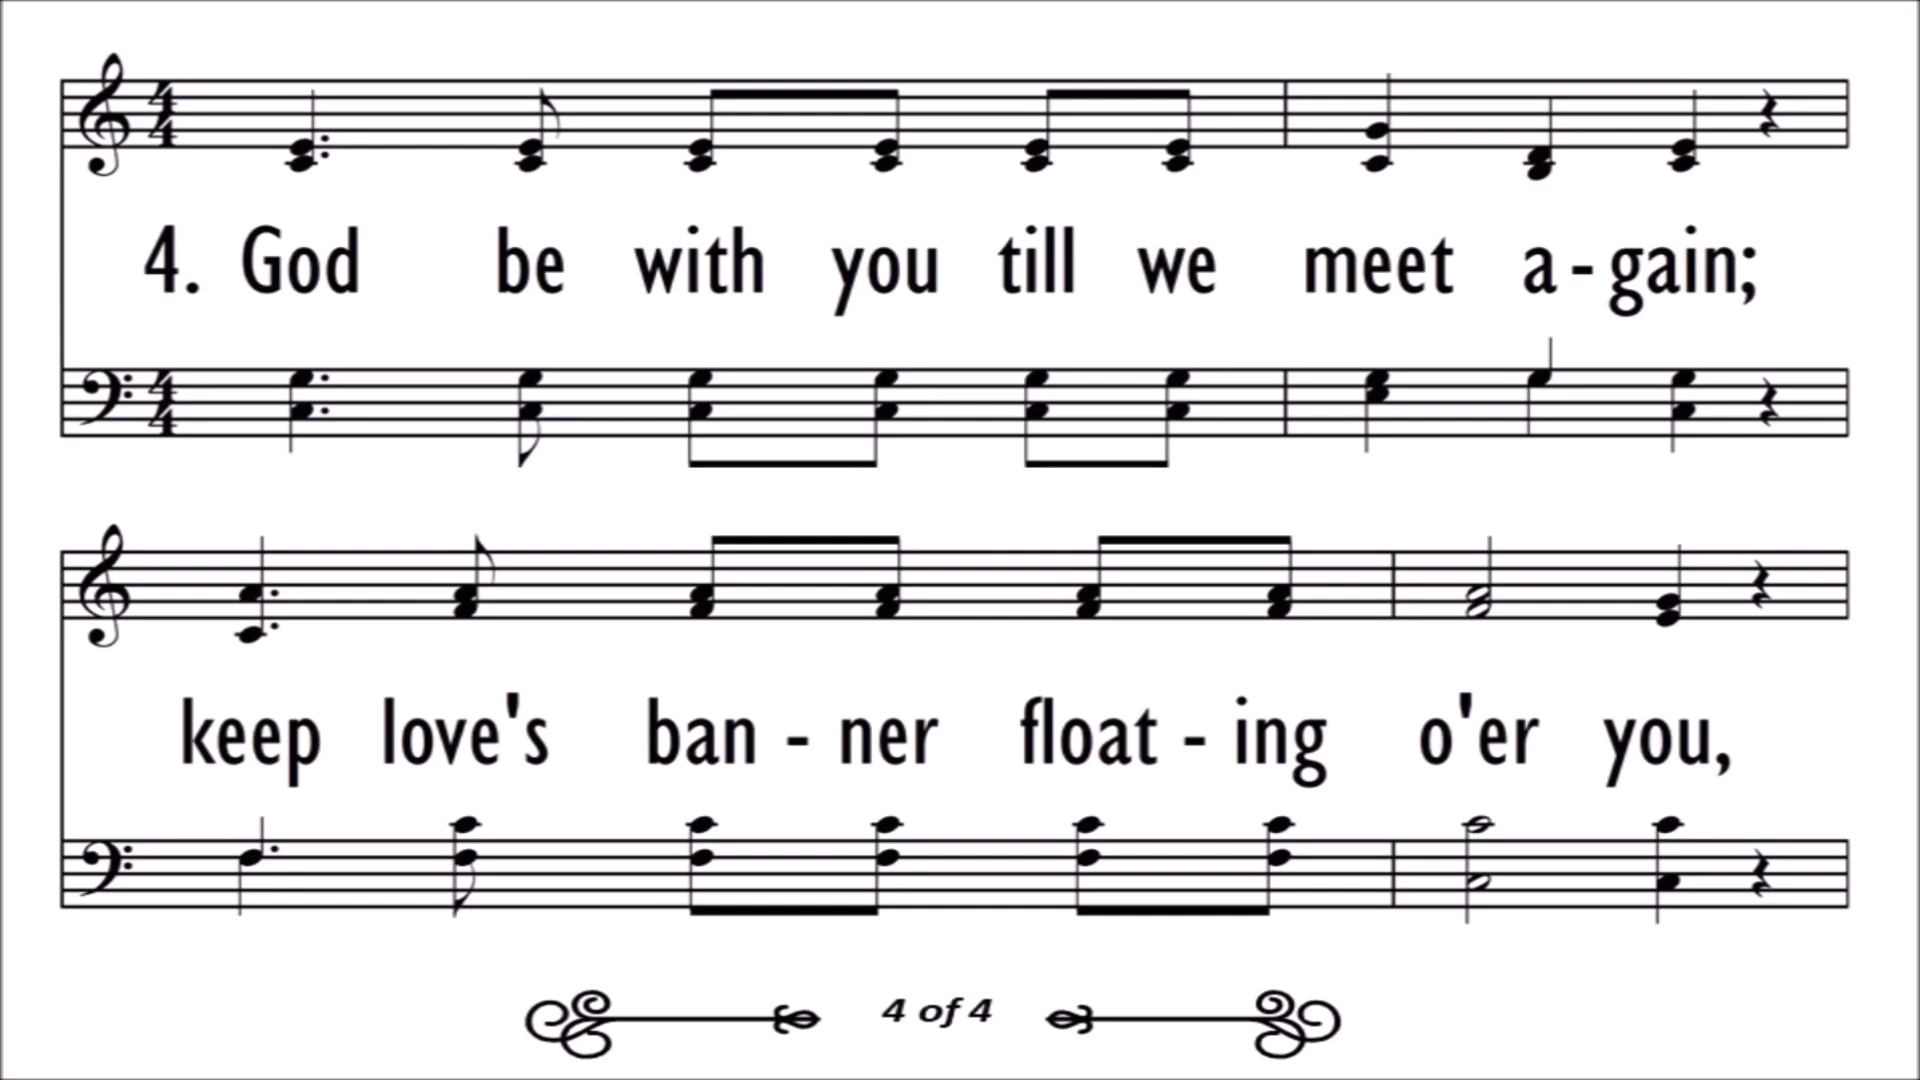 4. God be with you till we meet a - gain;
keep love's ban - ner float - ing o'er you,
4 of 4